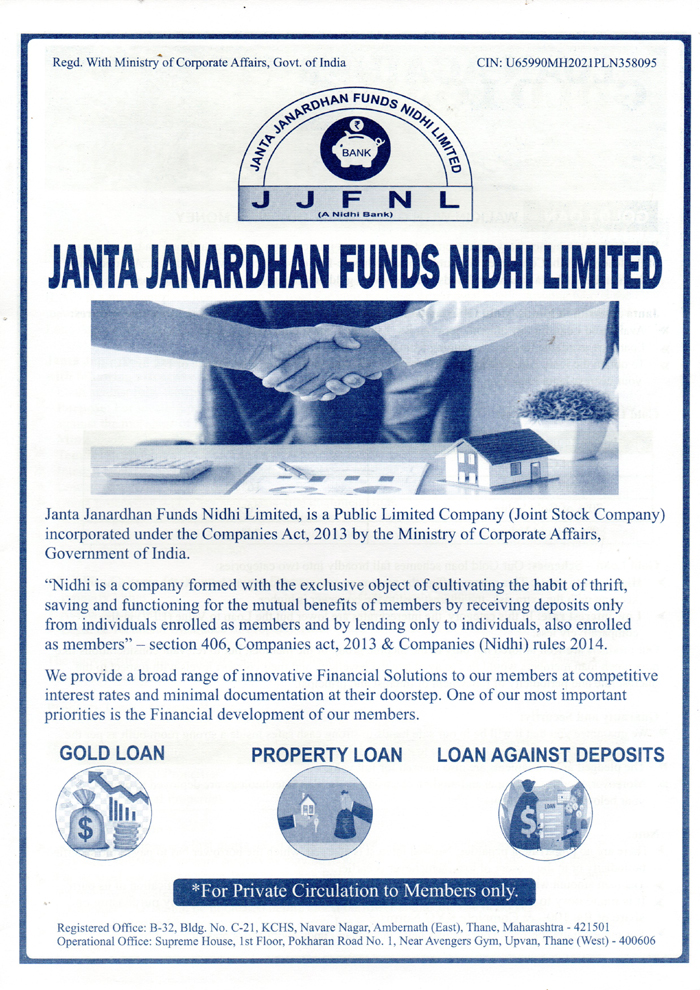 Regd. With Ministry of Corporate Affairs, Govt. of India
CIN: U65990MH2021PLN358095
JANTA JANARDHAN FUNDS NIDHI LIMITED
₹
BANK
J J F N L
(A Nidhi Bank)
JANTA JANARDHAN FUNDS NIDHI LIMITED
Janta Janardhan Funds Nidhi Limited, is a Public Limited Company (Joint Stock Company)
incorporated under the Companies Act, 2013 by the Ministry of Corporate Affairs,
Government of India.
“Nidhi is a company formed with the exclusive object of cultivating the habit of thrift,
saving and functioning for the mutual benefits of members by receiving deposits only
from individuals enrolled as members and by lending only to individuals, also enrolled
as members” – section 406, Companies act, 2013 & Companies (Nidhi) rules 2014.
We provide a broad range of innovative Financial Solutions to our members at competitive
interest rates and minimal documentation at their doorstep. One of our most important
priorities is the Financial development of our members.
GOLD LOAN
PROPERTY LOAN
LOAN AGAINST DEPOSITS
$
$
LOAN
*For Private Circulation to Members only.
Registered Office: B-32, Bldg. No. C-21, KCHS, Navare Nagar, Ambernath (East), Thane, Maharashtra - 421501
Operational Office: Supreme House, 1st Floor, Pokharan Road No. 1, Near Avengers Gym, Upvan, Thane (West) - 400606